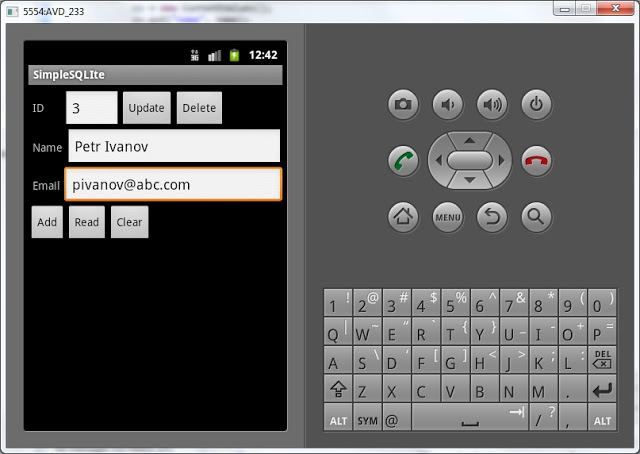 5554:AVD_233
12:42
SimpleSQLIte
ID 3 Update Delete
Name Petr Ivanov
Email pivanov@abc.com
Add Read Clear
MENU
1 ! 2 @ 3 # 4 $ 5 % 6 ^ 7 & 8 * 9 ( 0 )
Q | W ~ E " R ` T { Y } U _ I - O + P =
A S \ D ' F [ G ] H < J > K ; L : DEL
Z X C V B N M .
ALT SYM @ / ? , ALT